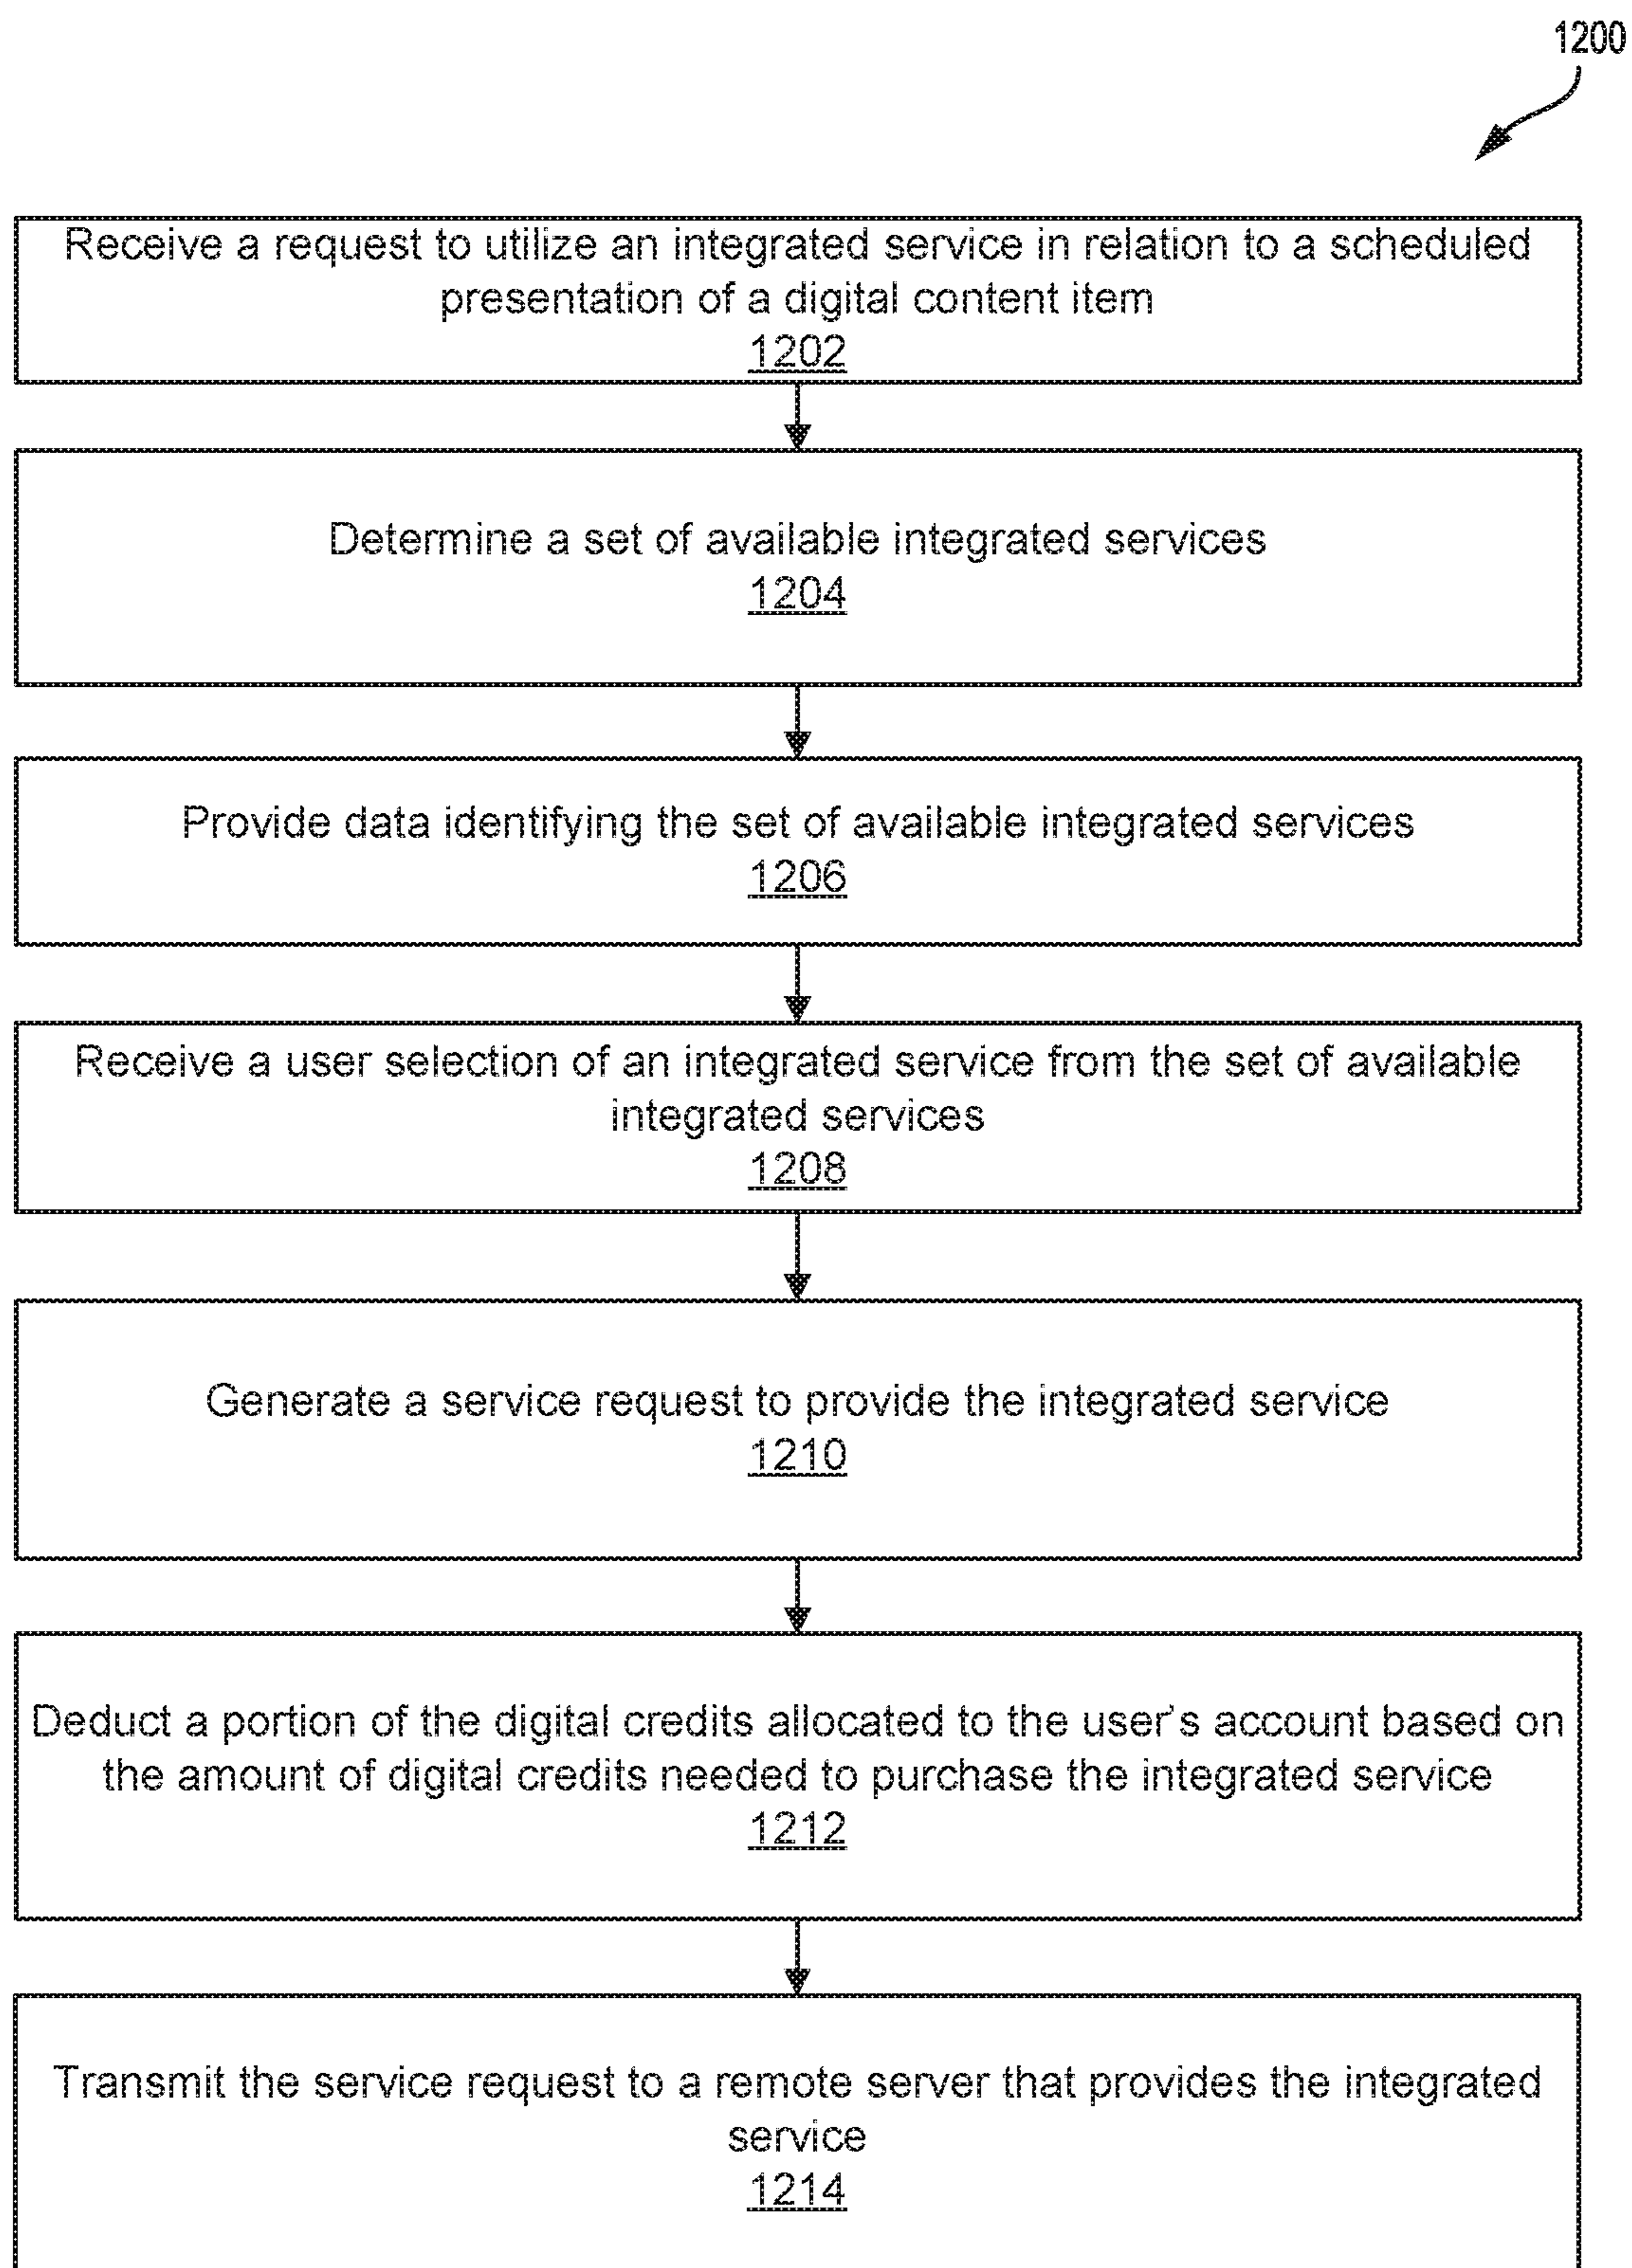 1200
Receive a request to utilize an integrated service in relation to a scheduled
presentation of a digital content item
1202
Determine a set of available integrated services
1204
Provide data identifying the set of available integrated services
1206
Receive a user selection of an integrated service from the set of available
integrated services
1208
Generate a service request to provide the integrated service
1210
Deduct a portion of the digital credits allocated to the user's account based on
the amount of digital credits needed to purchase the integrated service
1212
Transmit the service request to a remote server that provides the integrated
service
1214